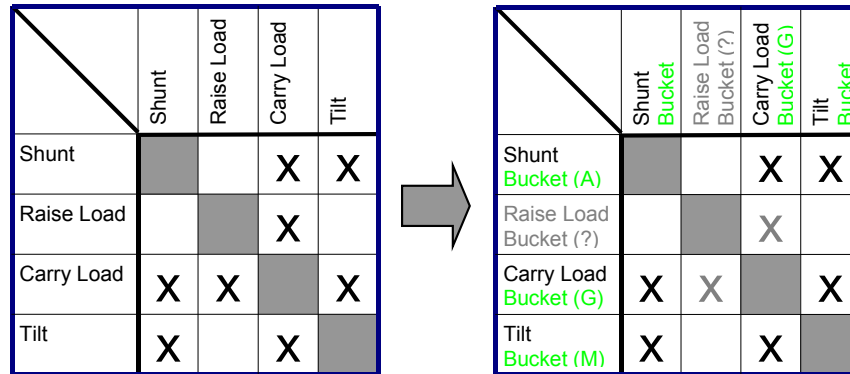 Shunt
Raise Load
Carry Load
Tilt
Shunt
X X
Raise Load
X
Carry Load
X X X
Tilt
X X
Shunt
Bucket
Raise Load
Bucket (?)
Carry Load
Bucket (G)
Tilt
Bucket
Shunt
Bucket (A)
X X
Raise Load
Bucket (?)
X
Carry Load
Bucket (G)
X X X
Tilt
Bucket (M)
X X